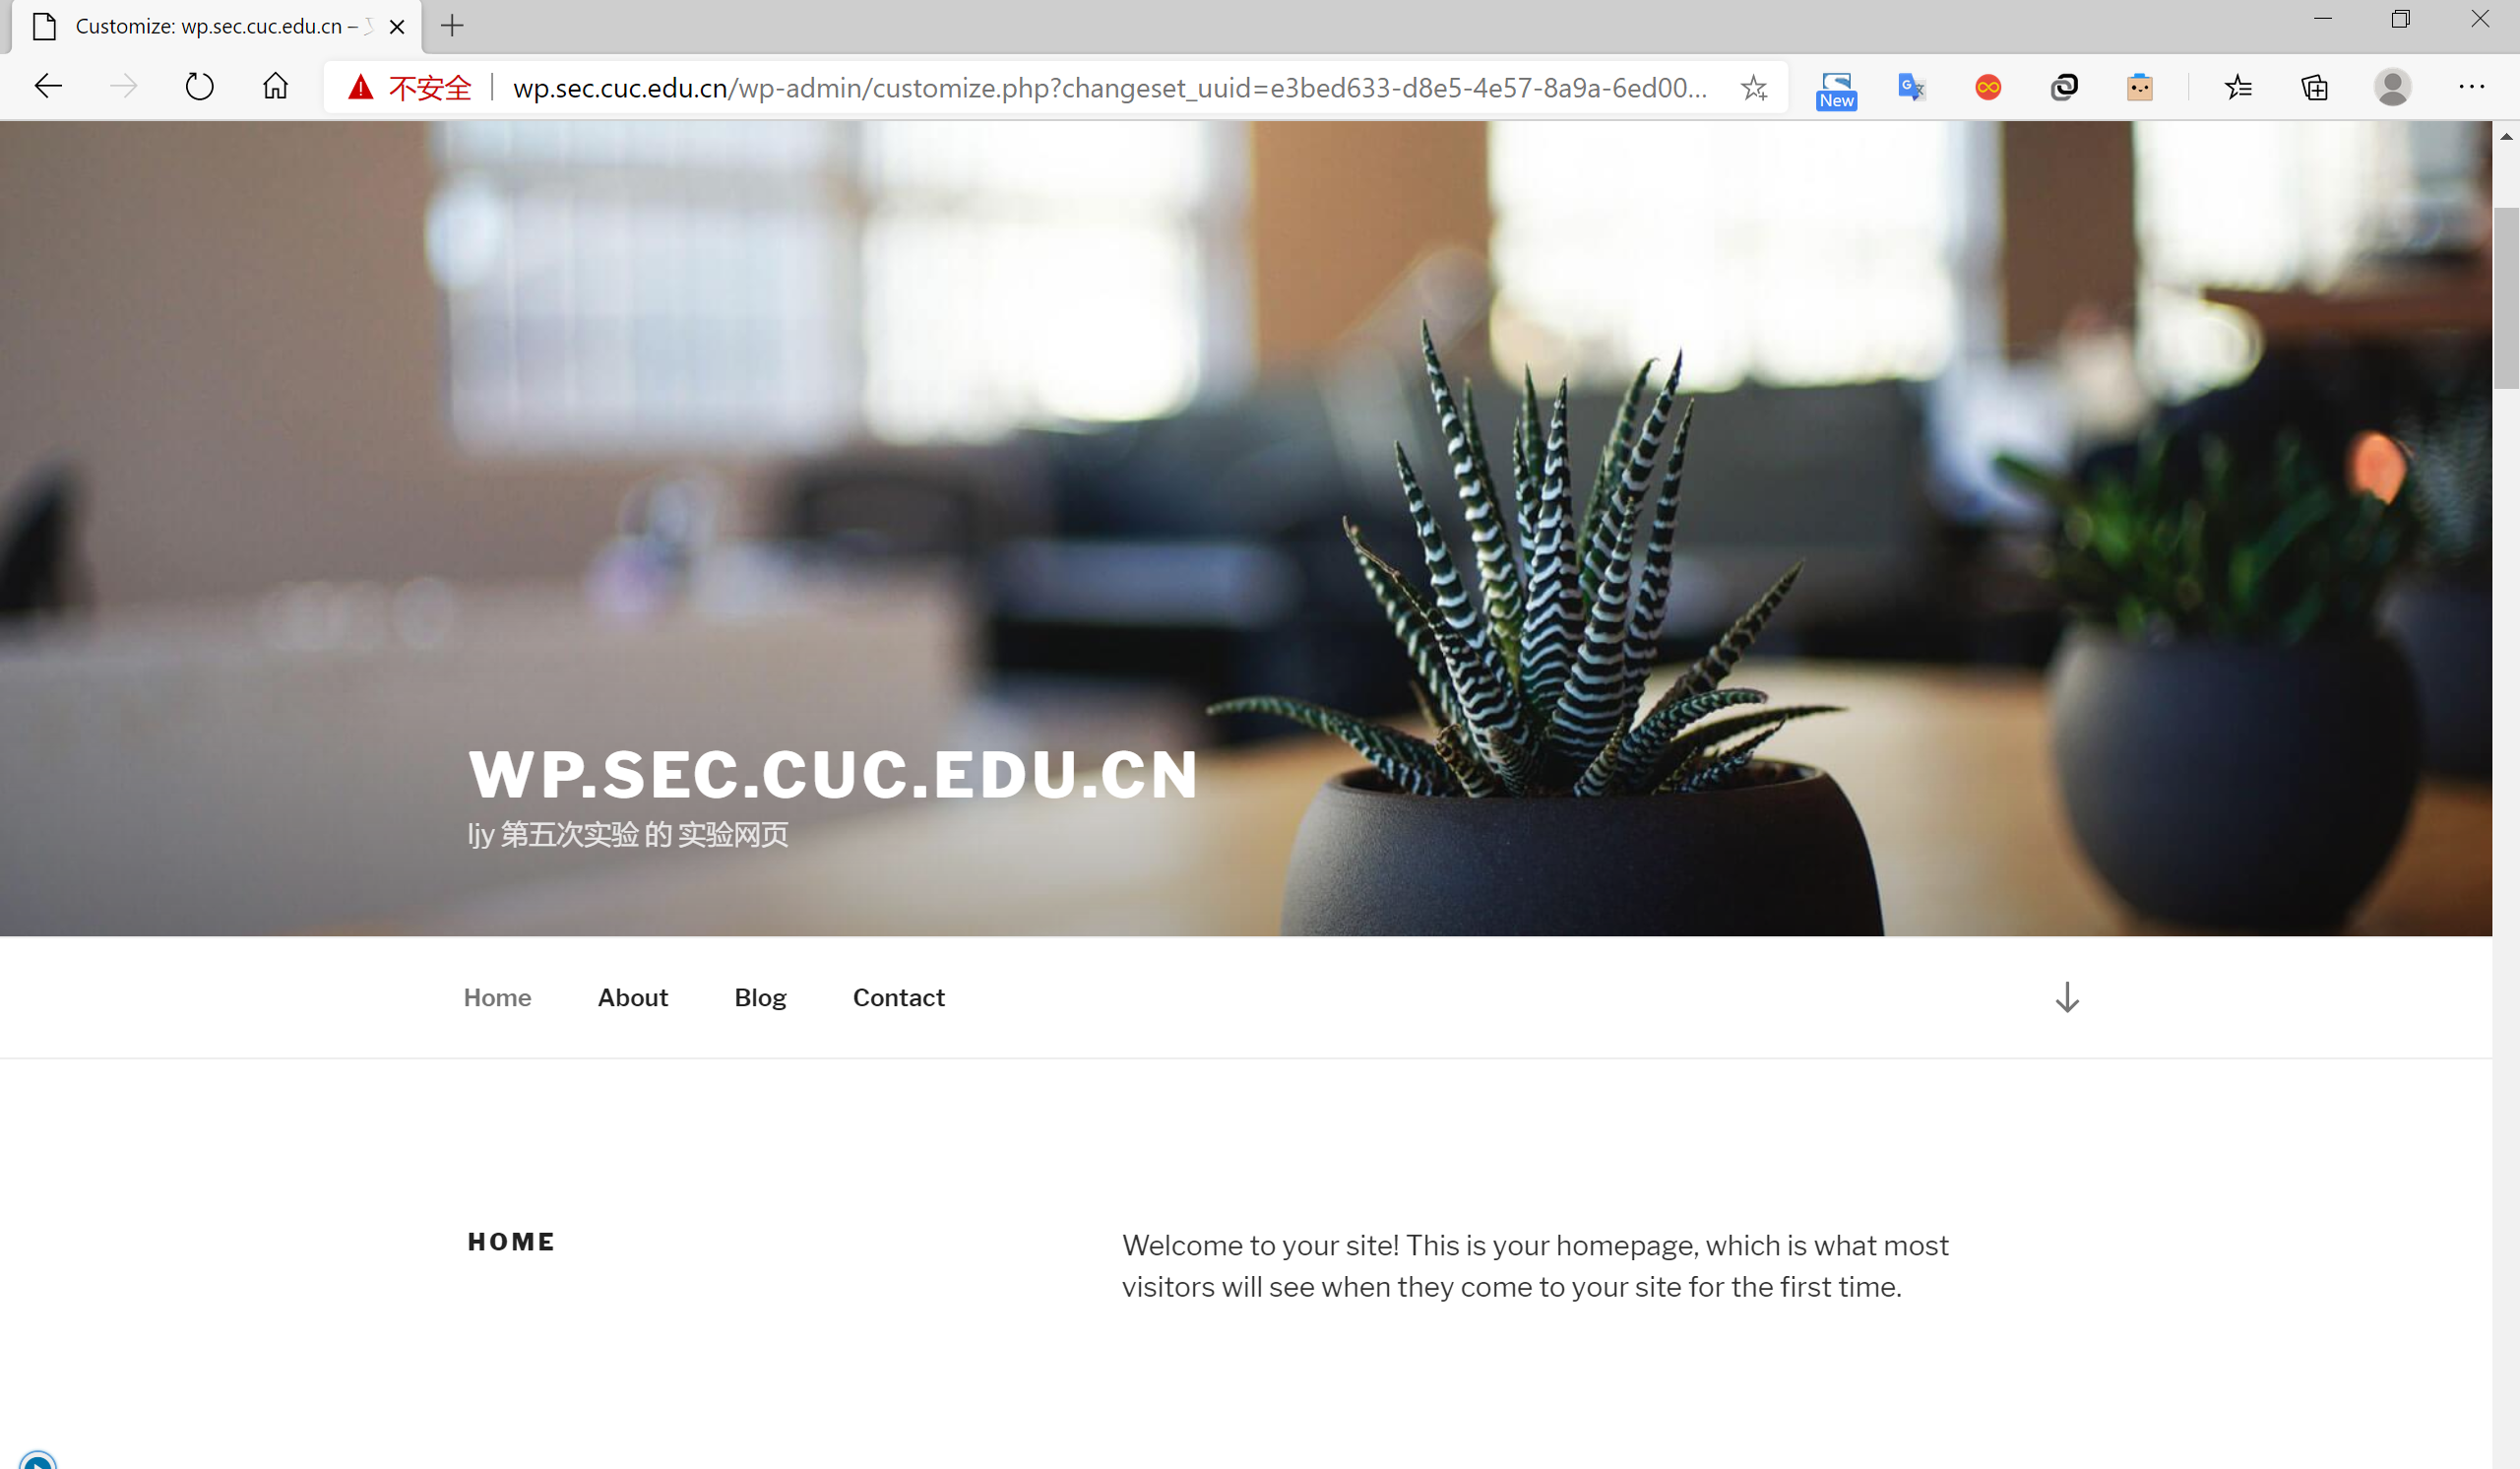 Customize: wp.sec.cuc.edu.cn –
不安全
wp.sec.cuc.edu.cn/wp-admin/customize.php?changeset_uuid=e3bed633-d8e5-4e57-8a9a-6ed00...
New
WP.SEC.CUC.EDU.CN
ljy 第五次实验 的 实验网页
Home About Blog Contact
HOME
Welcome to your site! This is your homepage, which is what most
visitors will see when they come to your site for the first time.